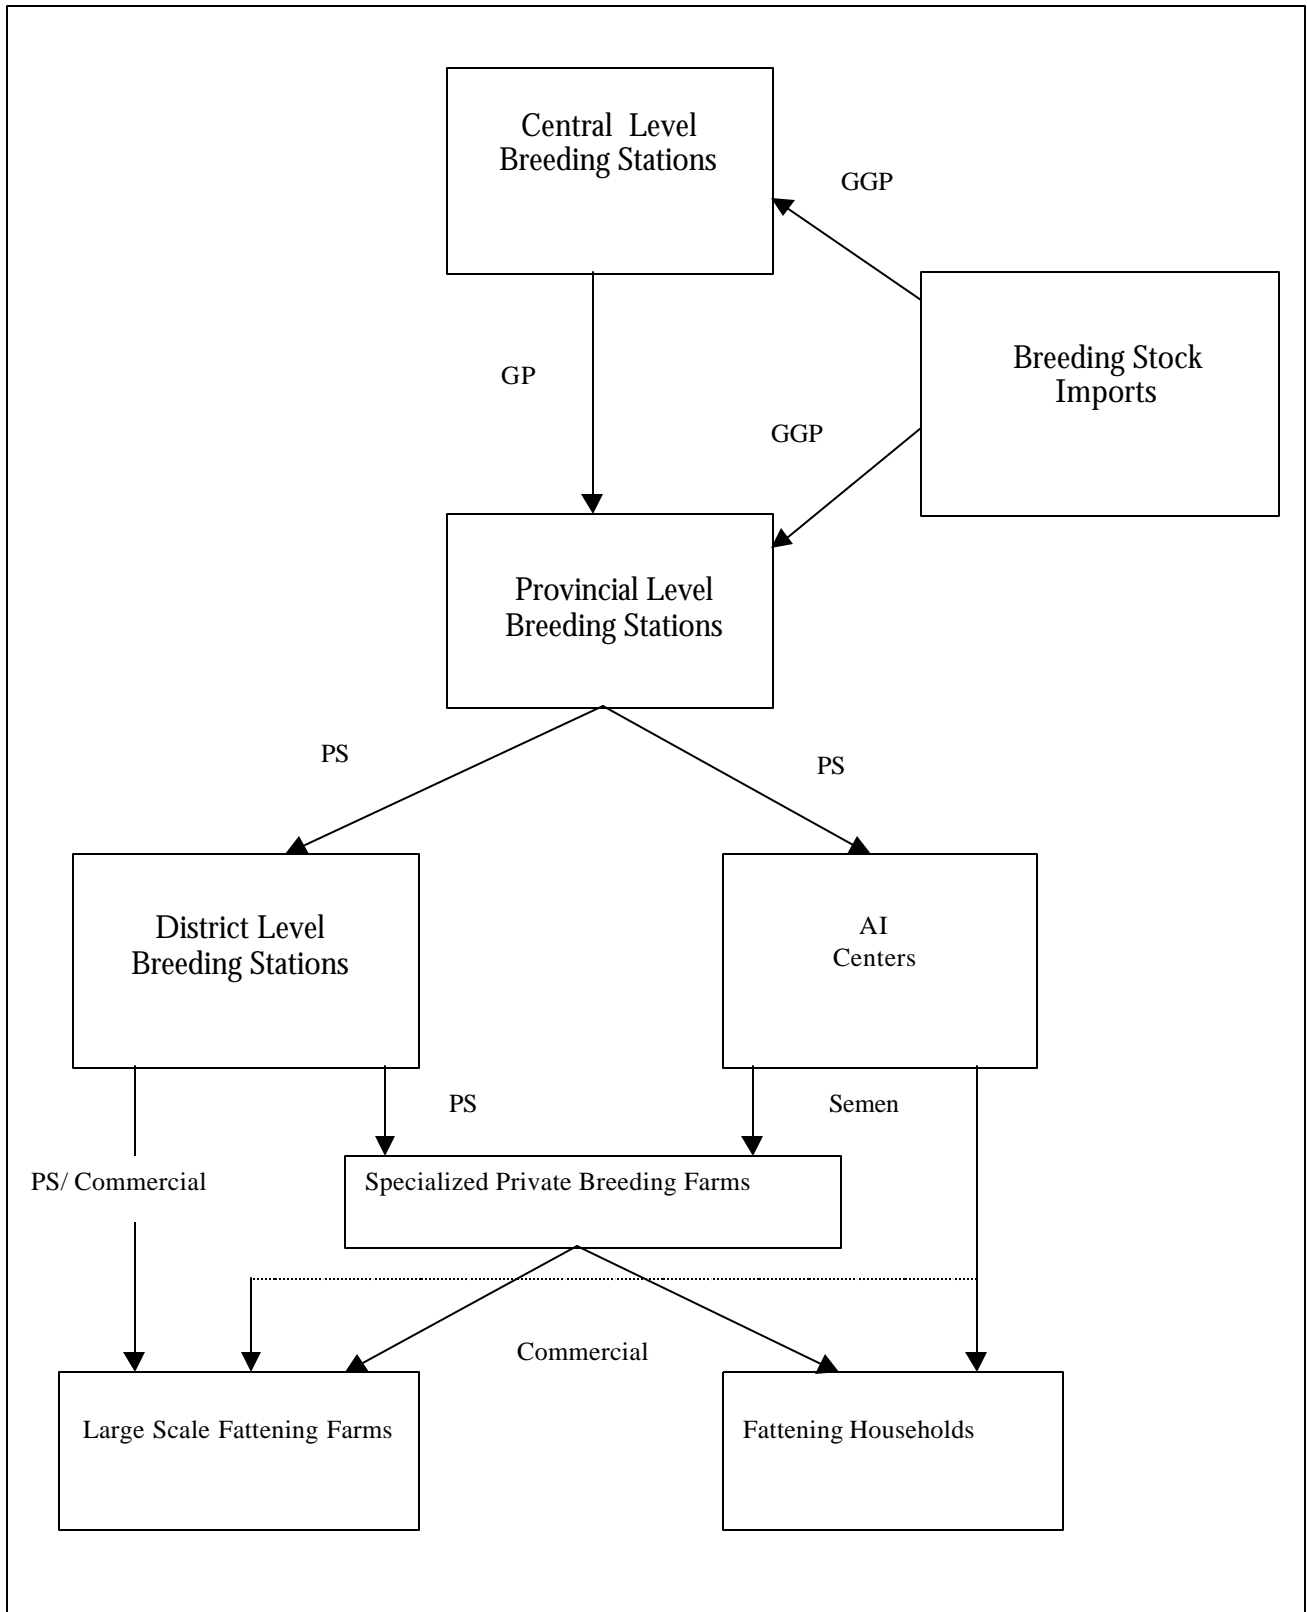 Central Level
Breeding Stations
GGP
Breeding Stock
Imports
GP
GGP
Provincial Level
Breeding Stations
PS
PS
District Level
Breeding Stations
AI
Centers
PS
Semen
PS/ Commercial
Specialized Private Breeding Farms
Commercial
Large Scale Fattening Farms
Fattening Households